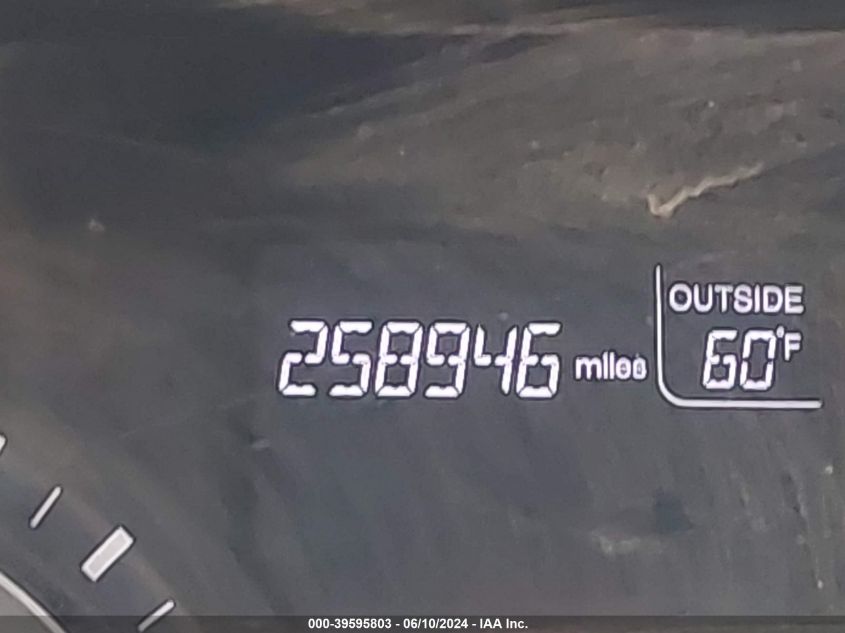 OUTSIDE
258946 miles 60°F
000-39595803 - 06/10/2024 - IAA Inc.